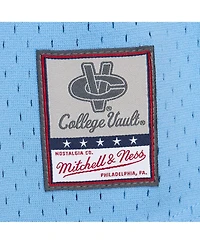 CV
College Vault®
NOSTALGIA CO.
Mitchell & Ness
PHILADELPHIA, PA.